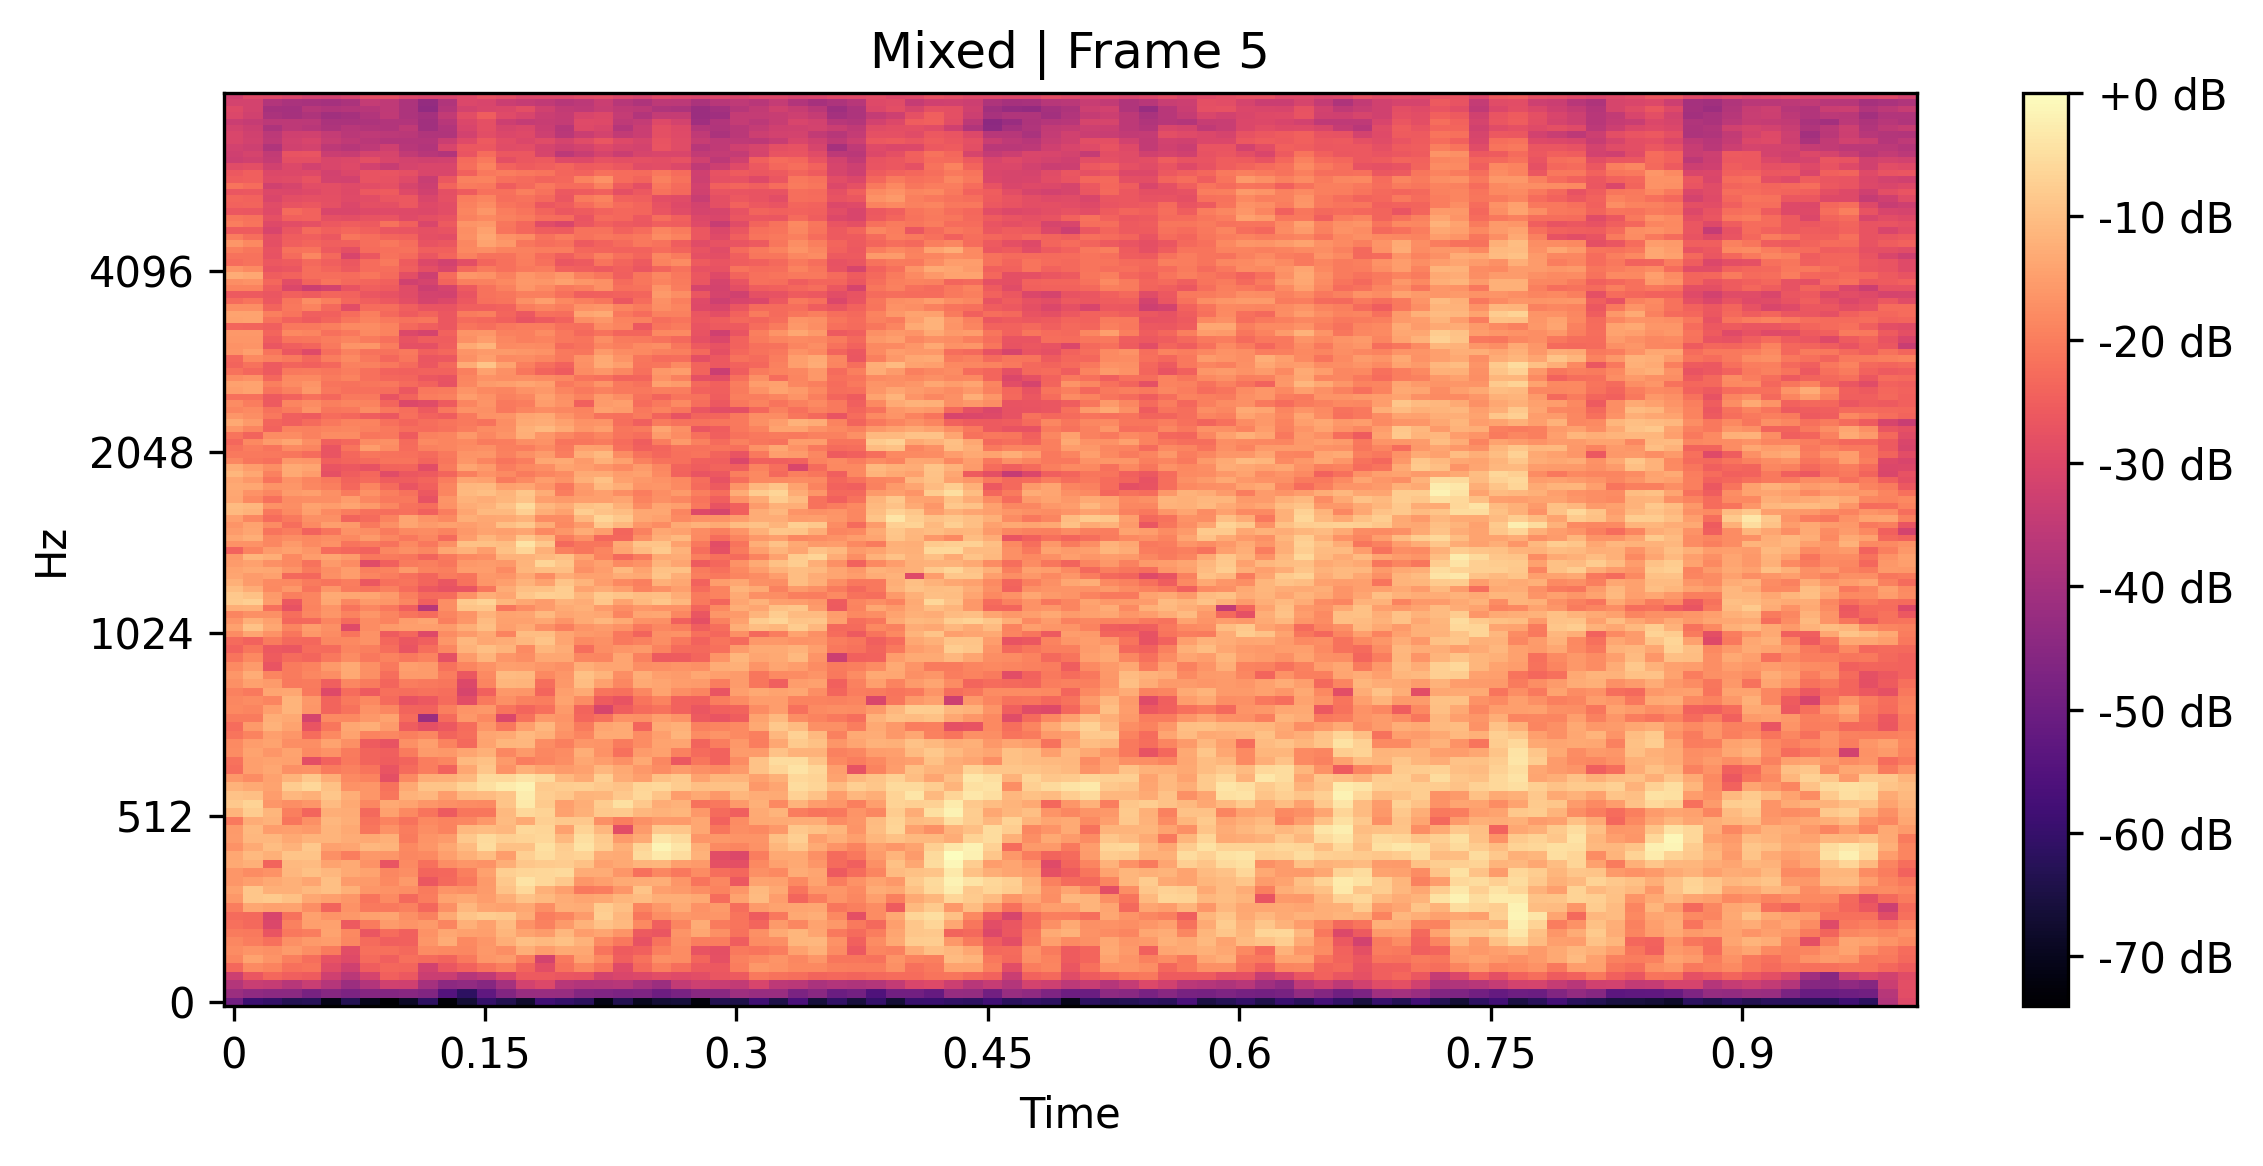 Mixed | Frame 5
Hz
4096
2048
1024
512
0
0 0.15 0.3 0.45 0.6 0.75 0.9
Time
+0 dB
-10 dB
-20 dB
-30 dB
-40 dB
-50 dB
-60 dB
-70 dB